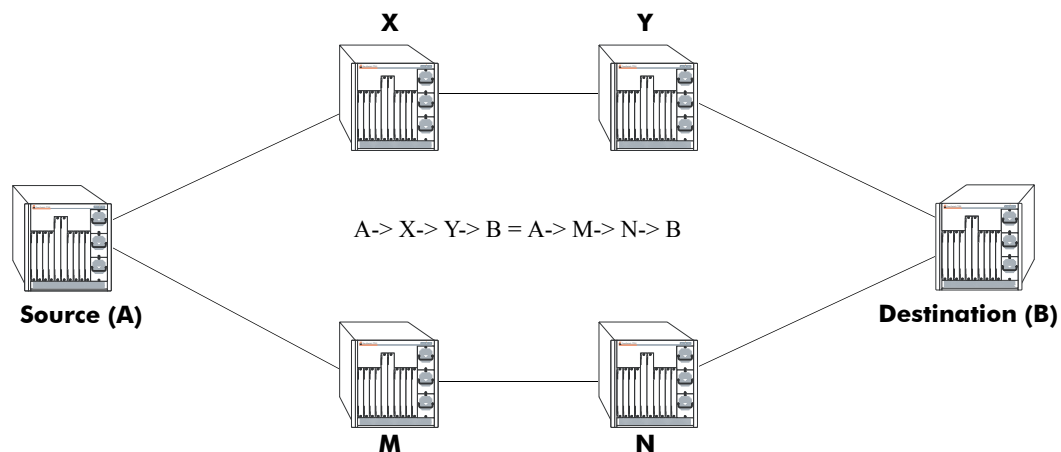 X
Y
A-> X-> Y-> B = A-> M-> N-> B
Source (A)
Destination (B)
M
N